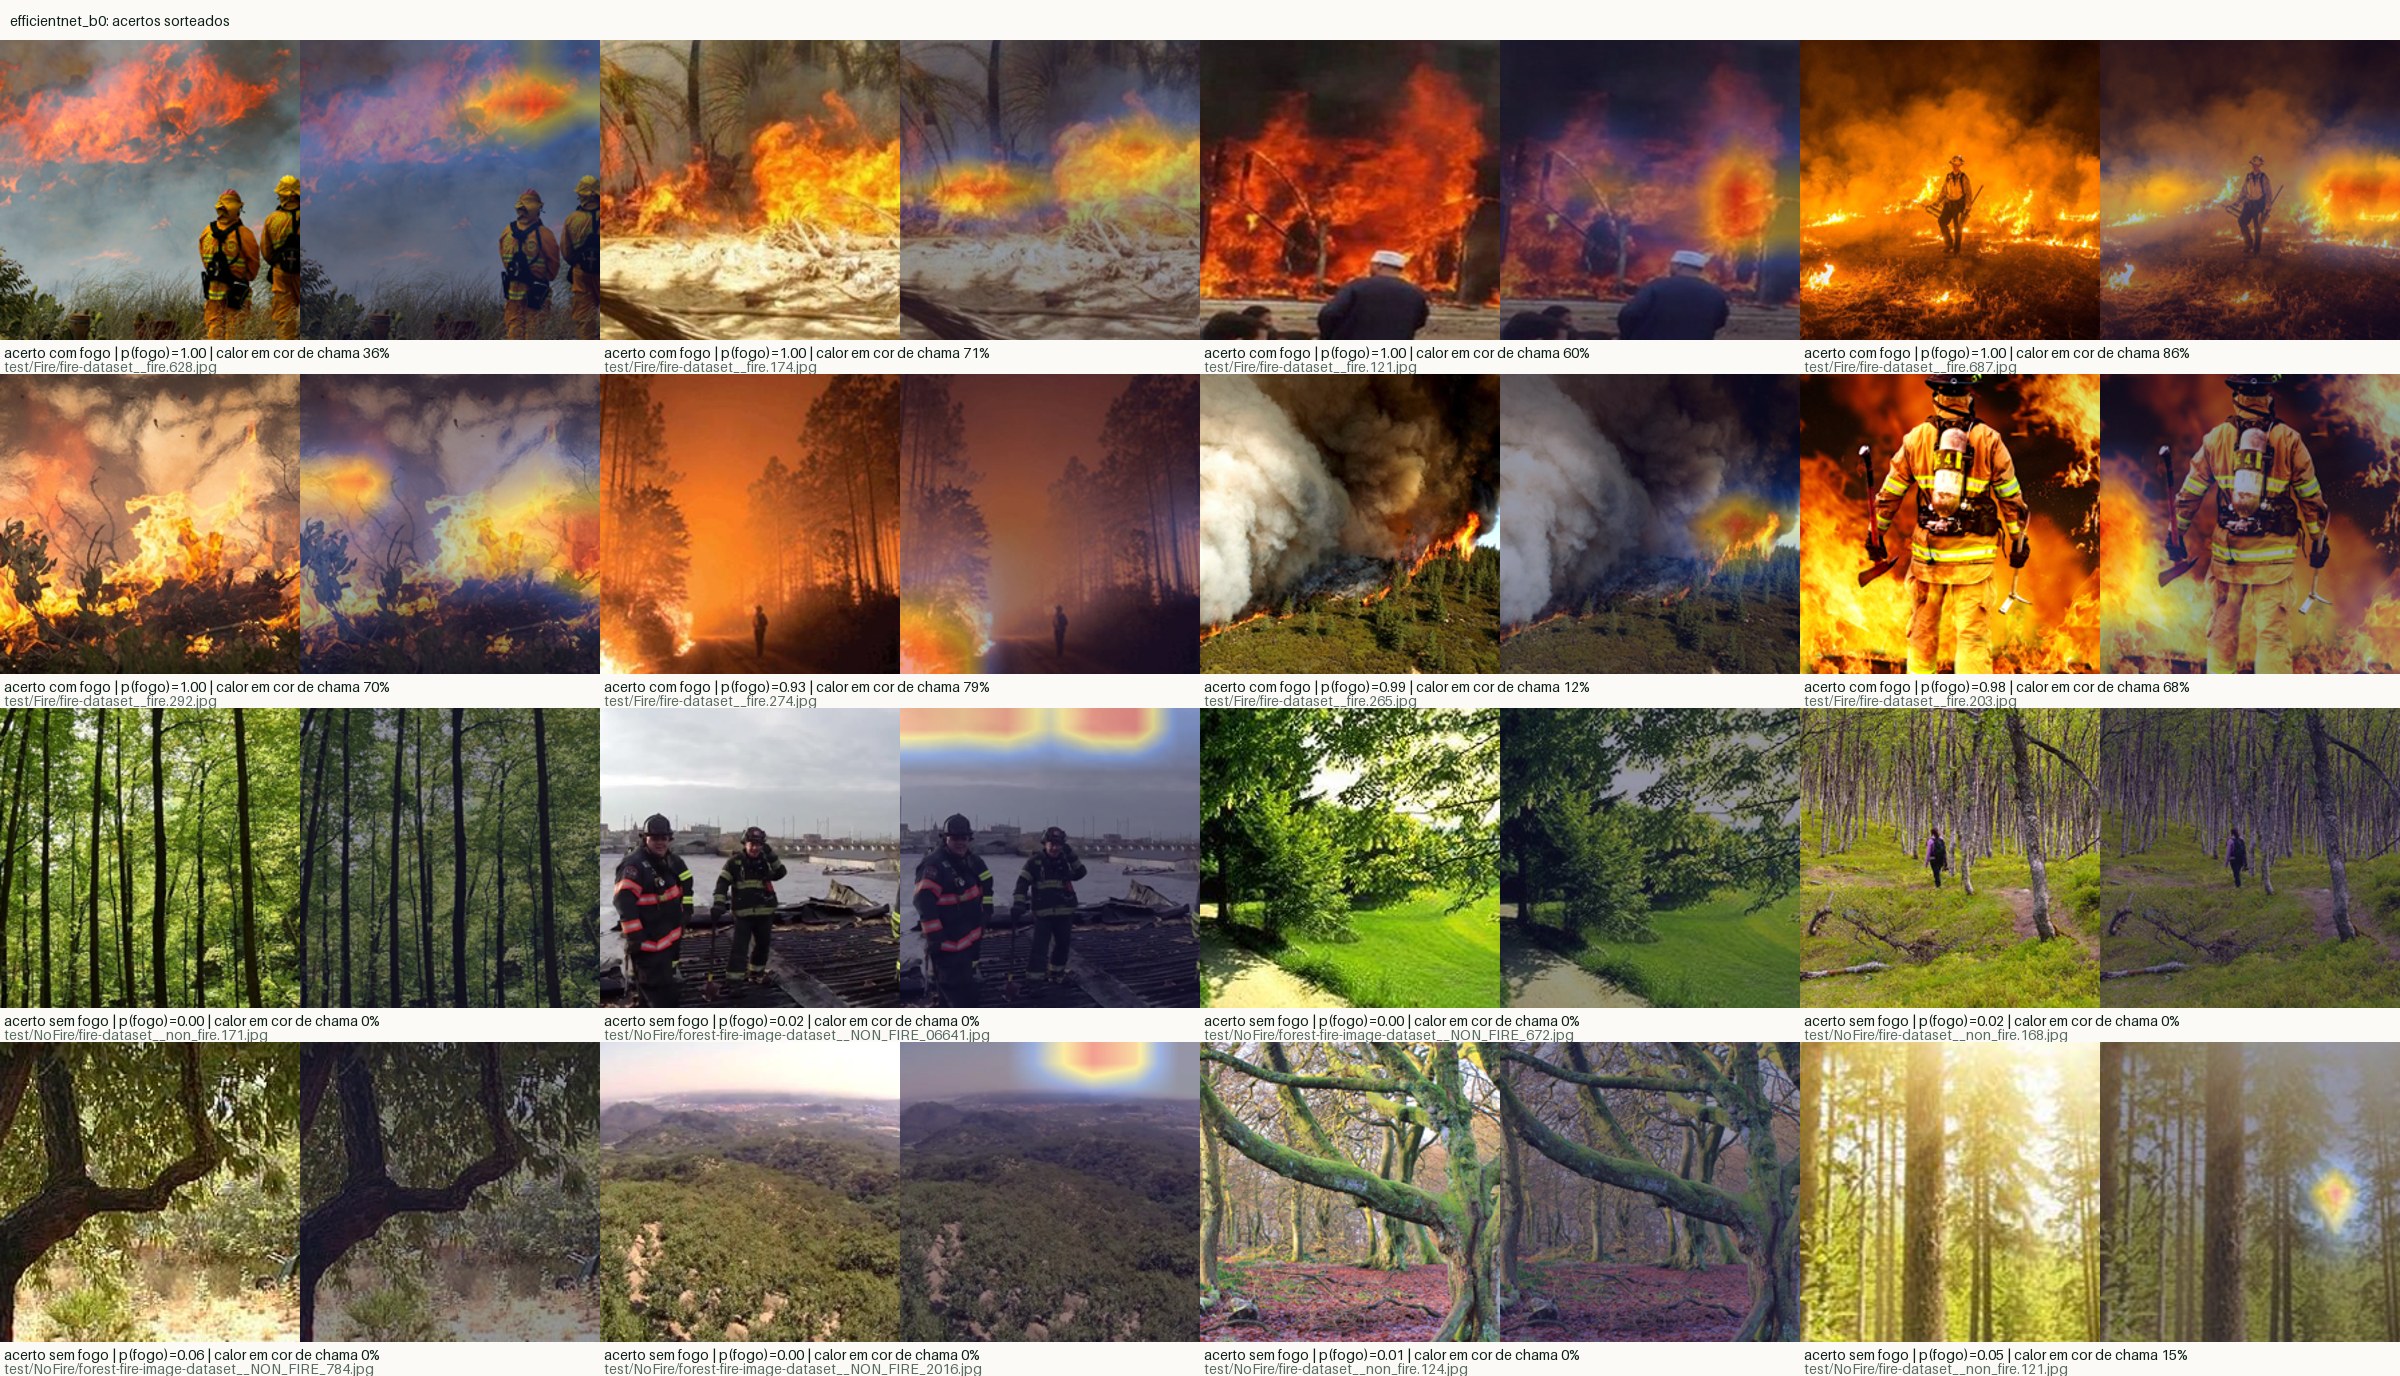 efficientnet_b0: acertos sorteados
acerto com fogo | p(fogo)=1.00 | calor em cor de chama 36%
test/Fire/fire-dataset__fire.628.jpg
acerto com fogo | p(fogo)=1.00 | calor em cor de chama 71%
test/Fire/fire-dataset__fire.174.jpg
acerto com fogo | p(fogo)=1.00 | calor em cor de chama 60%
test/Fire/fire-dataset__fire.121.jpg
acerto com fogo | p(fogo)=1.00 | calor em cor de chama 86%
test/Fire/fire-dataset__fire.687.jpg
acerto com fogo | p(fogo)=1.00 | calor em cor de chama 70%
test/Fire/fire-dataset__fire.292.jpg
acerto com fogo | p(fogo)=0.93 | calor em cor de chama 79%
test/Fire/fire-dataset__fire.274.jpg
acerto com fogo | p(fogo)=0.99 | calor em cor de chama 12%
test/Fire/fire-dataset__fire.265.jpg
acerto com fogo | p(fogo)=0.98 | calor em cor de chama 68%
test/Fire/fire-dataset__fire.203.jpg
acerto sem fogo | p(fogo)=0.00 | calor em cor de chama 0%
test/NoFire/fire-dataset__non_fire.171.jpg
acerto sem fogo | p(fogo)=0.02 | calor em cor de chama 0%
test/NoFire/forest-fire-image-dataset__NON_FIRE_06641.jpg
acerto sem fogo | p(fogo)=0.00 | calor em cor de chama 0%
test/NoFire/forest-fire-image-dataset__NON_FIRE_672.jpg
acerto sem fogo | p(fogo)=0.02 | calor em cor de chama 0%
test/NoFire/fire-dataset__non_fire.168.jpg
acerto sem fogo | p(fogo)=0.06 | calor em cor de chama 0%
test/NoFire/forest-fire-image-dataset__NON_FIRE_784.jpg
acerto sem fogo | p(fogo)=0.00 | calor em cor de chama 0%
test/NoFire/forest-fire-image-dataset__NON_FIRE_2016.jpg
acerto sem fogo | p(fogo)=0.01 | calor em cor de chama 0%
test/NoFire/fire-dataset__non_fire.124.jpg
acerto sem fogo | p(fogo)=0.05 | calor em cor de chama 15%
test/NoFire/fire-dataset__non_fire.121.jpg